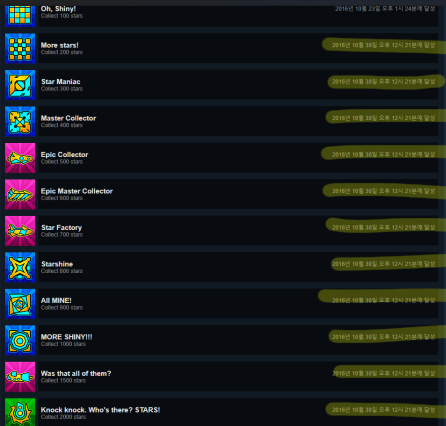 Oh, Shiny!
Collect 100 stars
2016년 10월 23일 오후 1시 24분에 달성
More stars!
Collect 200 stars
2016년 10월 30일 오후 12시 21분에 달성
Star Maniac
Collect 300 stars
2016년 10월 30일 오후 12시 21분에 달성
Master Collector
Collect 400 stars
2016년 10월 30일 오후 12시 21분에 달성
Epic Collector
Collect 500 stars
2016년 10월 30일 오후 12시 21분에 달성
Epic Master Collector
Collect 600 stars
2016년 10월 30일 오후 12시 21분에 달성
Star Factory
Collect 700 stars
2016년 10월 30일 오후 12시 21분에 달성
Starshine
Collect 800 stars
2016년 10월 30일 오후 12시 21분에 달성
All MINE!
Collect 900 stars
2016년 10월 30일 오후 12시 21분에 달성
MORE SHINY!!!
Collect 1000 stars
2016년 10월 30일 오후 12시 21분에 달성
Was that all of them?
Collect 1500 stars
2016년 10월 30일 오후 12시 21분에 달성
Knock knock. Who's there? STARS!
Collect 2000 stars
2016년 10월 30일 오후 12시 21분에 달성